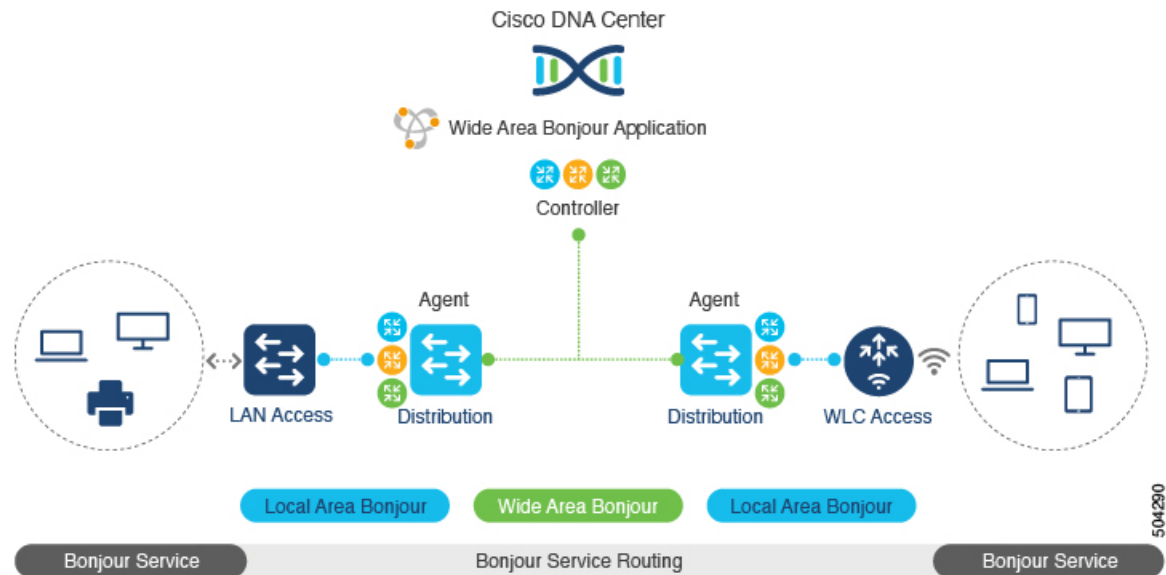 Cisco DNA Center
Wide Area Bonjour Application
Controller
Agent
Agent
LAN Access
Distribution
Distribution
WLC Access
Local Area Bonjour
Wide Area Bonjour
Local Area Bonjour
504290
Bonjour Service
Bonjour Service Routing
Bonjour Service